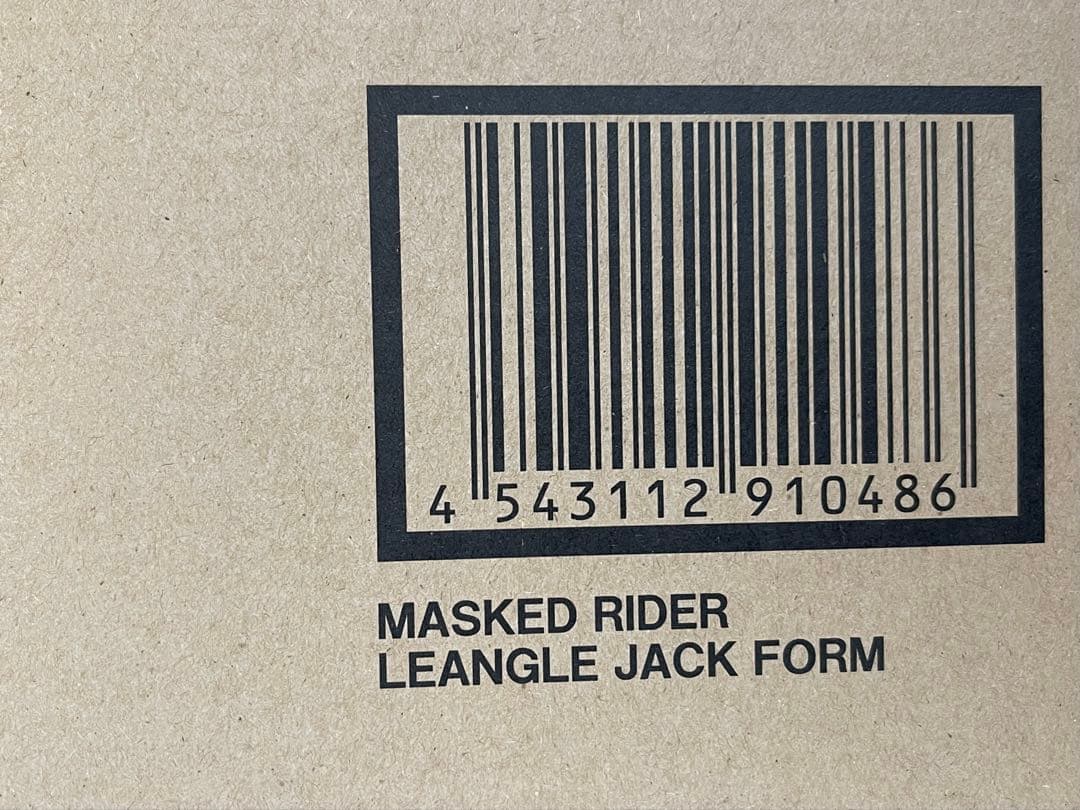 4 543112 910486
MASKED RIDER
LEANGLE JACK FORM